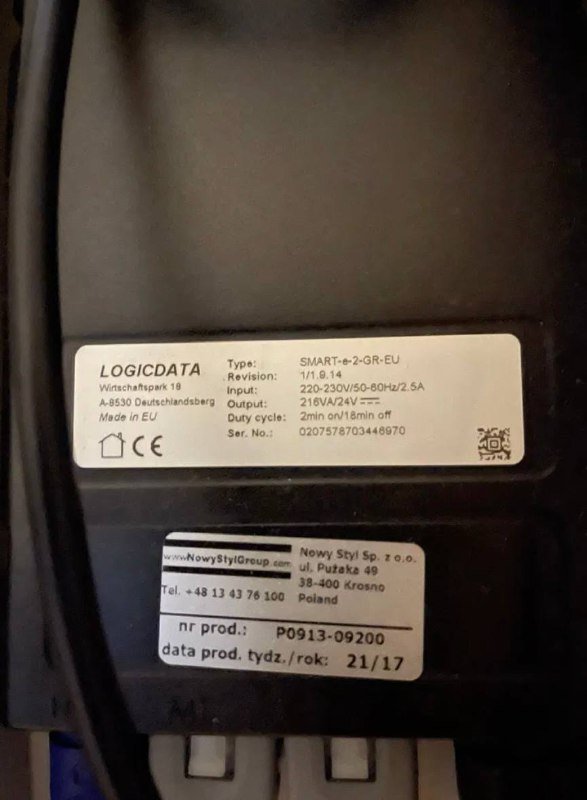 LOGICDATA
Wirtschaftspark 18
A-8530 Deutschlandsberg
Made in EU
CE
Type: SMART-e-2-GR-EU
Revision: 1/1.9.14
Input: 220-230V/50-60Hz/2.5A
Output: 216VA/24V
Duty cycle: 2min on/18min off
Ser. No.: 0207578703446970
www.NowyStylGroup.com
Tel. +48 13 43 76 100
Nowy Styl Sp. z o.o.
ul. Pużaka 49
38-400 Krosno
Poland
nr prod.: P0913-09200
data prod. tydz./rok: 21/17